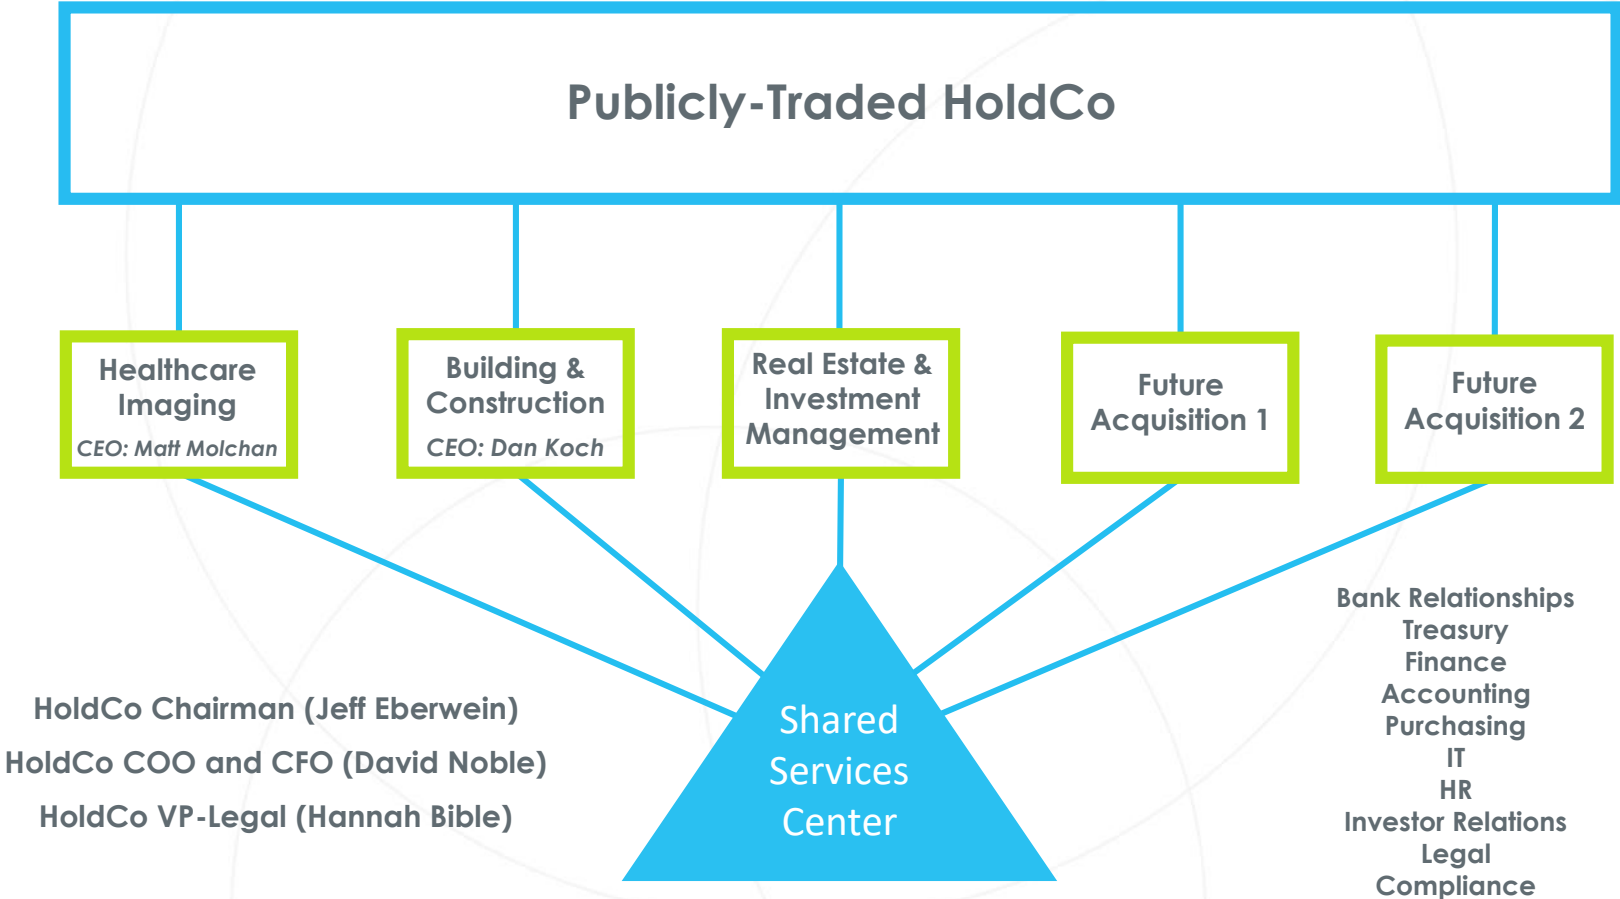 Publicly-Traded HoldCo
Healthcare
Imaging
CEO: Matt Molchan
Building &
Construction
CEO: Dan Koch
Real Estate &
Investment
Management
Future
Acquisition 1
Future
Acquisition 2
HoldCo Chairman (Jeff Eberwein)
HoldCo COO and CFO (David Noble)
HoldCo VP-Legal (Hannah Bible)
Shared
Services
Center
Bank Relationships
Treasury
Finance
Accounting
Purchasing
IT
HR
Investor Relations
Legal
Compliance